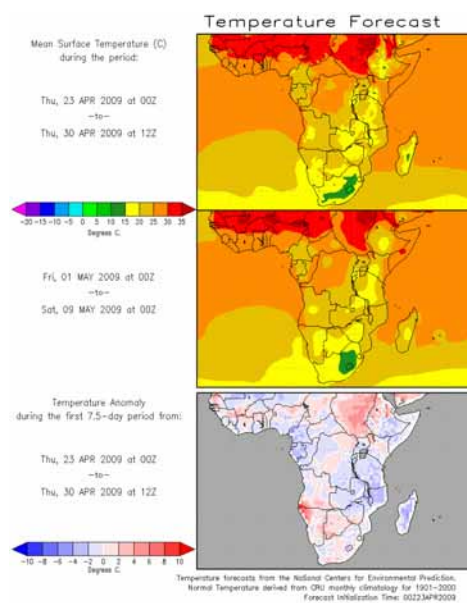 Temperature Forecast
Mean Surface Temperature (C)
during the period:
Thu, 23 APR 2009 at 00Z
-to-
Thu, 30 APR 2009 at 12Z
-20 -15 -10 -5 0 5 10 15 20 25 30 35
Degrees C.
Fri, 01 MAY 2009 at 00Z
-to-
Sat, 09 MAY 2009 at 00Z
Temperature Anomaly
during the first 7.5-day period from:
Thu, 23 APR 2009 at 00Z
-to-
Thu, 30 APR 2009 at 12Z
-10 -8 -6 -4 -2 0 2 4 6 8 10
Degrees C.
Temperature forecasts from the National Centers for Environmental Prediction.
Normal Temperature derived from CRU monthly climatology for 1901-2000
Forecast Initialization Time: 00Z23APR2009